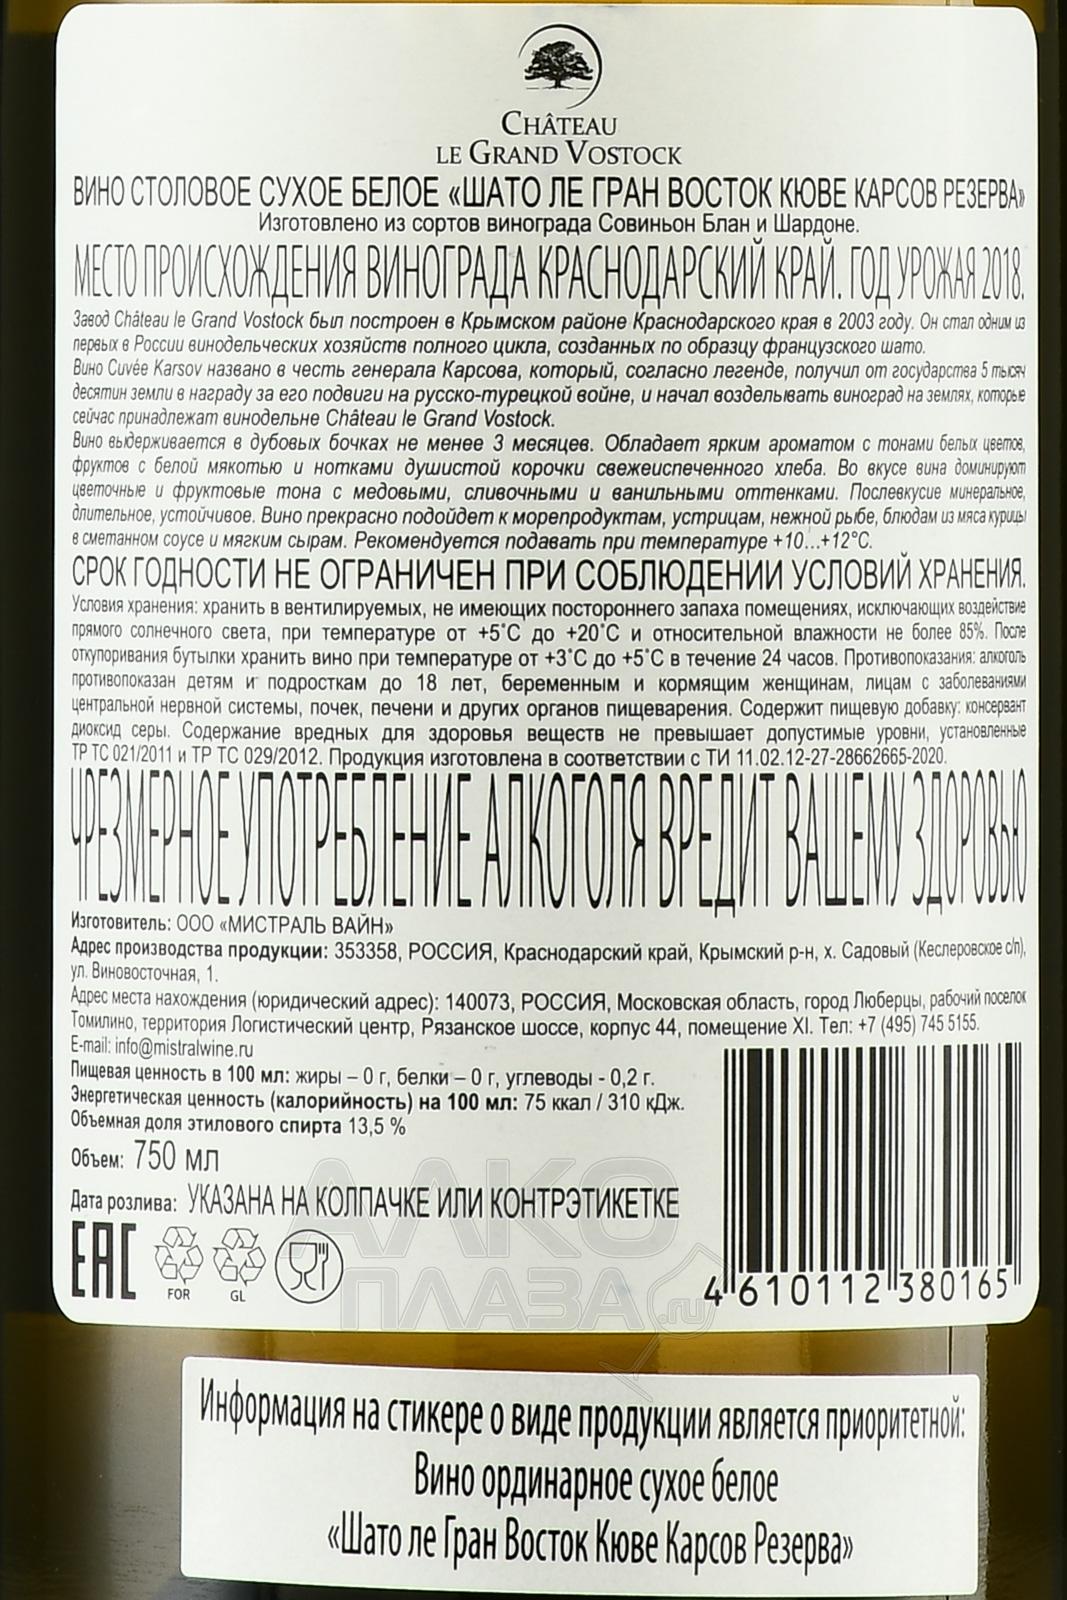 CHÂTEAU
LE GRAND VOSTOCK
ВИНО СТОЛОВОЕ СУХОЕ БЕЛОЕ «ШАТО ЛЕ ГРАН ВОСТОК КЮВЕ КАРСОВ РЕЗЕРВА»
Изготовлено из сортов винограда Совиньон Блан и Шардоне.
МЕСТО ПРОИСХОЖДЕНИЯ ВИНОГРАДА КРАСНОДАРСКИЙ КРАЙ. ГОД УРОЖАЯ 2018.
Завод Château le Grand Vostock был построен в Крымском районе Краснодарского края в 2003 году. Он стал одним из
первых в России винодельческих хозяйств полного цикла, созданных по образцу французского шато.
Вино Cuvée Karsov названо в честь генерала Карсова, который, согласно легенде, получил от государства 5 тысяч
десятин земли в награду за его подвиги на русско-турецкой войне, и начал возделывать виноград на землях, которые
сейчас принадлежат винодельне Château le Grand Vostock.
Вино выдерживается в дубовых бочках не менее 3 месяцев. Обладает ярким ароматом с тонами белых цветов,
фруктов с белой мякотью и нотками душистой корочки свежеиспеченного хлеба. Во вкусе вина доминируют
цветочные и фруктовые тона с медовыми, сливочными и ванильными оттенками. Послевкусие минеральное,
длительное, устойчивое. Вино прекрасно подойдет к морепродуктам, устрицам, нежной рыбе, блюдам из мяса курицы
в сметанном соусе и мягким сырам. Рекомендуется подавать при температуре +10...+12°С.
СРОК ГОДНОСТИ НЕ ОГРАНИЧЕН ПРИ СОБЛЮДЕНИИ УСЛОВИЙ ХРАНЕНИЯ.
Условия хранения: хранить в вентилируемых, не имеющих постороннего запаха помещениях, исключающих воздействие
прямого солнечного света, при температуре от +5˚С до +20˚С и относительной влажности не более 85%. После
откупоривания бутылки хранить вино при температуре от +3˚С до +5˚С в течение 24 часов. Противопоказания: алкоголь
противопоказан детям и подросткам до 18 лет, беременным и кормящим женщинам, лицам с заболеваниями
центральной нервной системы, почек, печени и других органов пищеварения. Содержит пищевую добавку: консервант
диоксид серы. Содержание вредных для здоровья веществ не превышает допустимые уровни, установленные
ТР ТС 021/2011 и ТР ТС 029/2012. Продукция изготовлена в соответствии с ТИ 11.02.12-27-28662665-2020.
ЧРЕЗМЕРНОЕ УПОТРЕБЛЕНИЕ АЛКОГОЛЯ ВРЕДИТ ВАШЕМУ ЗДОРОВЬЮ
Изготовитель: ООО «МИСТРАЛЬ ВАЙН»
Адрес производства продукции: 353358, РОССИЯ, Краснодарский край, Крымский р-н, х. Садовый (Кеслеровское с/п),
ул. Виновосточная, 1.
Адрес места нахождения (юридический адрес): 140073, РОССИЯ, Московская область, город Люберцы, рабочий поселок
Томилино, территория Логистический центр, Рязанское шоссе, корпус 44, помещение XI. Тел: +7 (495) 745 5155.
E-mail: info@mistralwine.ru
Пищевая ценность в 100 мл: жиры – 0 г, белки – 0 г, углеводы - 0,2 г.
Энергетическая ценность (калорийность) на 100 мл: 75 ккал / 310 кДж.
Объемная доля этилового спирта 13,5 %
Объем: 750 мл
Дата розлива: УКАЗАНА НА КОЛПАЧКЕ ИЛИ КОНТРЭТИКЕТКЕ
EAC
FOR
GL
4 610112 380165
АЛКО
ПЛАЗА.ru
Информация на стикере о виде продукции является приоритетной:
Вино ординарное сухое белое
«Шато ле Гран Восток Кюве Карсов Резерва»